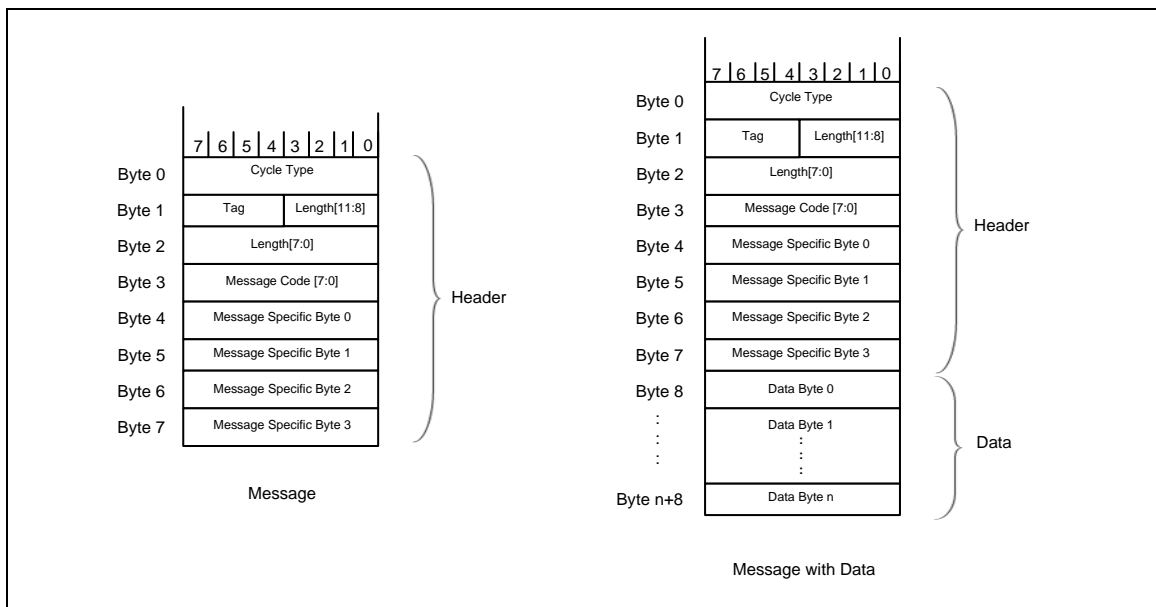 7 6 5 4 3 2 1 0
Byte 0 Cycle Type
Byte 1 Tag Length[11:8]
Byte 2 Length[7:0]
Byte 3 Message Code [7:0]
Byte 4 Message Specific Byte 0
Byte 5 Message Specific Byte 1
Byte 6 Message Specific Byte 2
Byte 7 Message Specific Byte 3
Header
Message
7 6 5 4 3 2 1 0
Byte 0 Cycle Type
Byte 1 Tag Length[11:8]
Byte 2 Length[7:0]
Byte 3 Message Code [7:0]
Byte 4 Message Specific Byte 0
Byte 5 Message Specific Byte 1
Byte 6 Message Specific Byte 2
Byte 7 Message Specific Byte 3
Header
Byte 8 Data Byte 0
Data Byte 1
Byte n+8 Data Byte n
Data
Message with Data